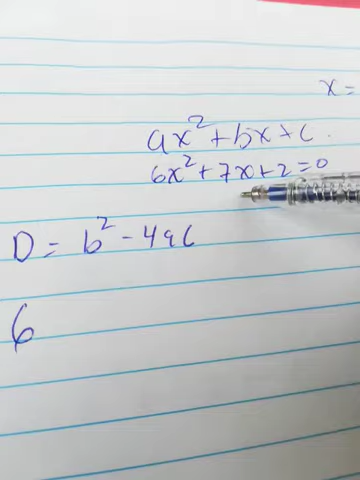 x =
ax² + bx + c.
6x² + 7x + 2 = 0
D = b² - 4ac
6